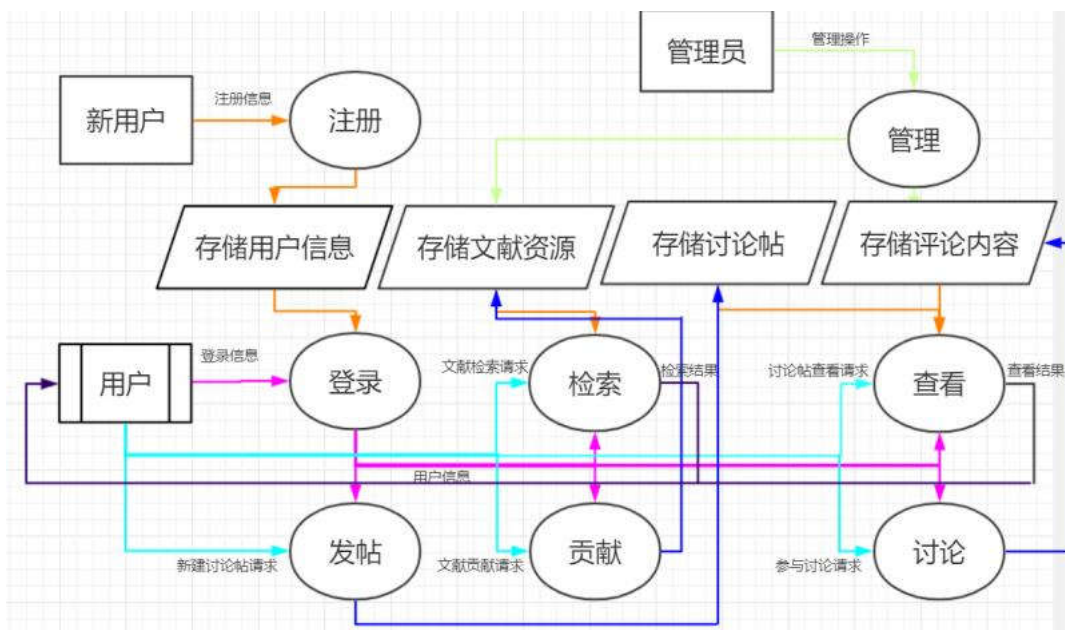 管理员
管理操作
新用户
注册信息
注册
管理
存储用户信息
存储文献资源
存储讨论帖
存储评论内容
用户
登录信息
登录
文献检索请求
检索
检索结果
讨论帖查看请求
查看
查看结果
用户信息
新建讨论帖请求
发帖
文献贡献请求
贡献
参与讨论请求
讨论